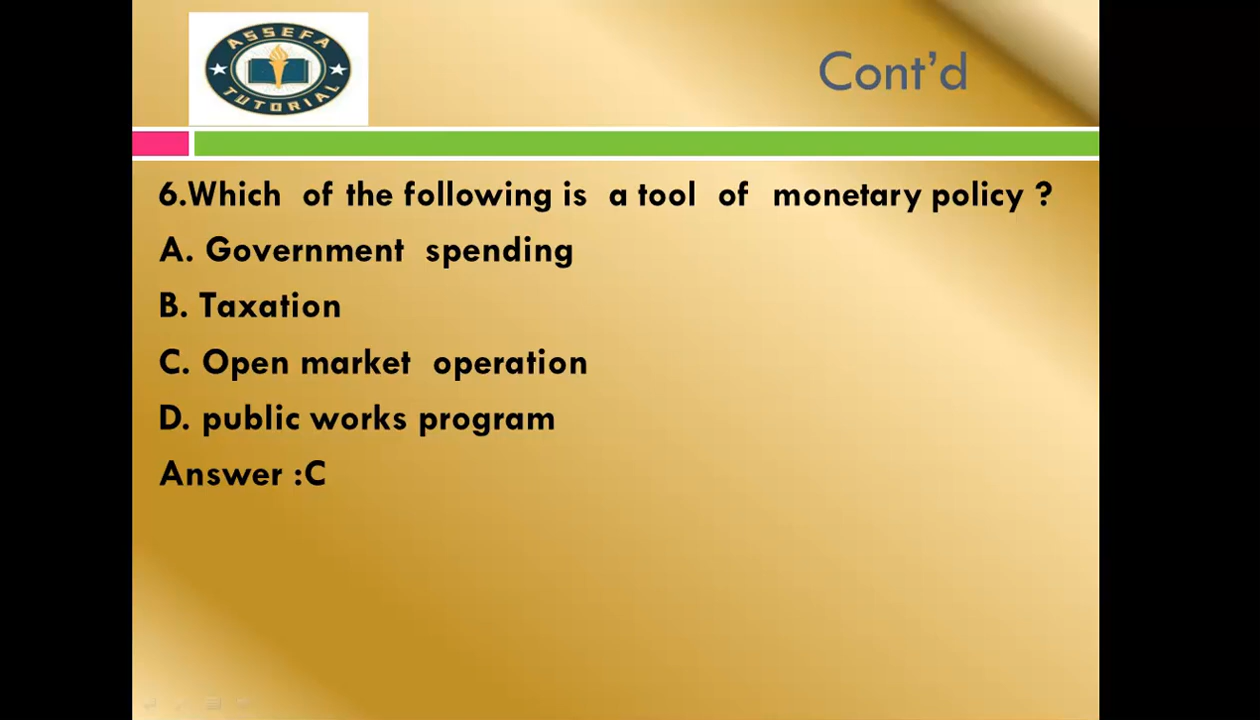 ASSEFA
TUTORIAL
Cont’d
6.Which of the following is a tool of monetary policy ?
A. Government spending
B. Taxation
C. Open market operation
D. public works program
Answer :C